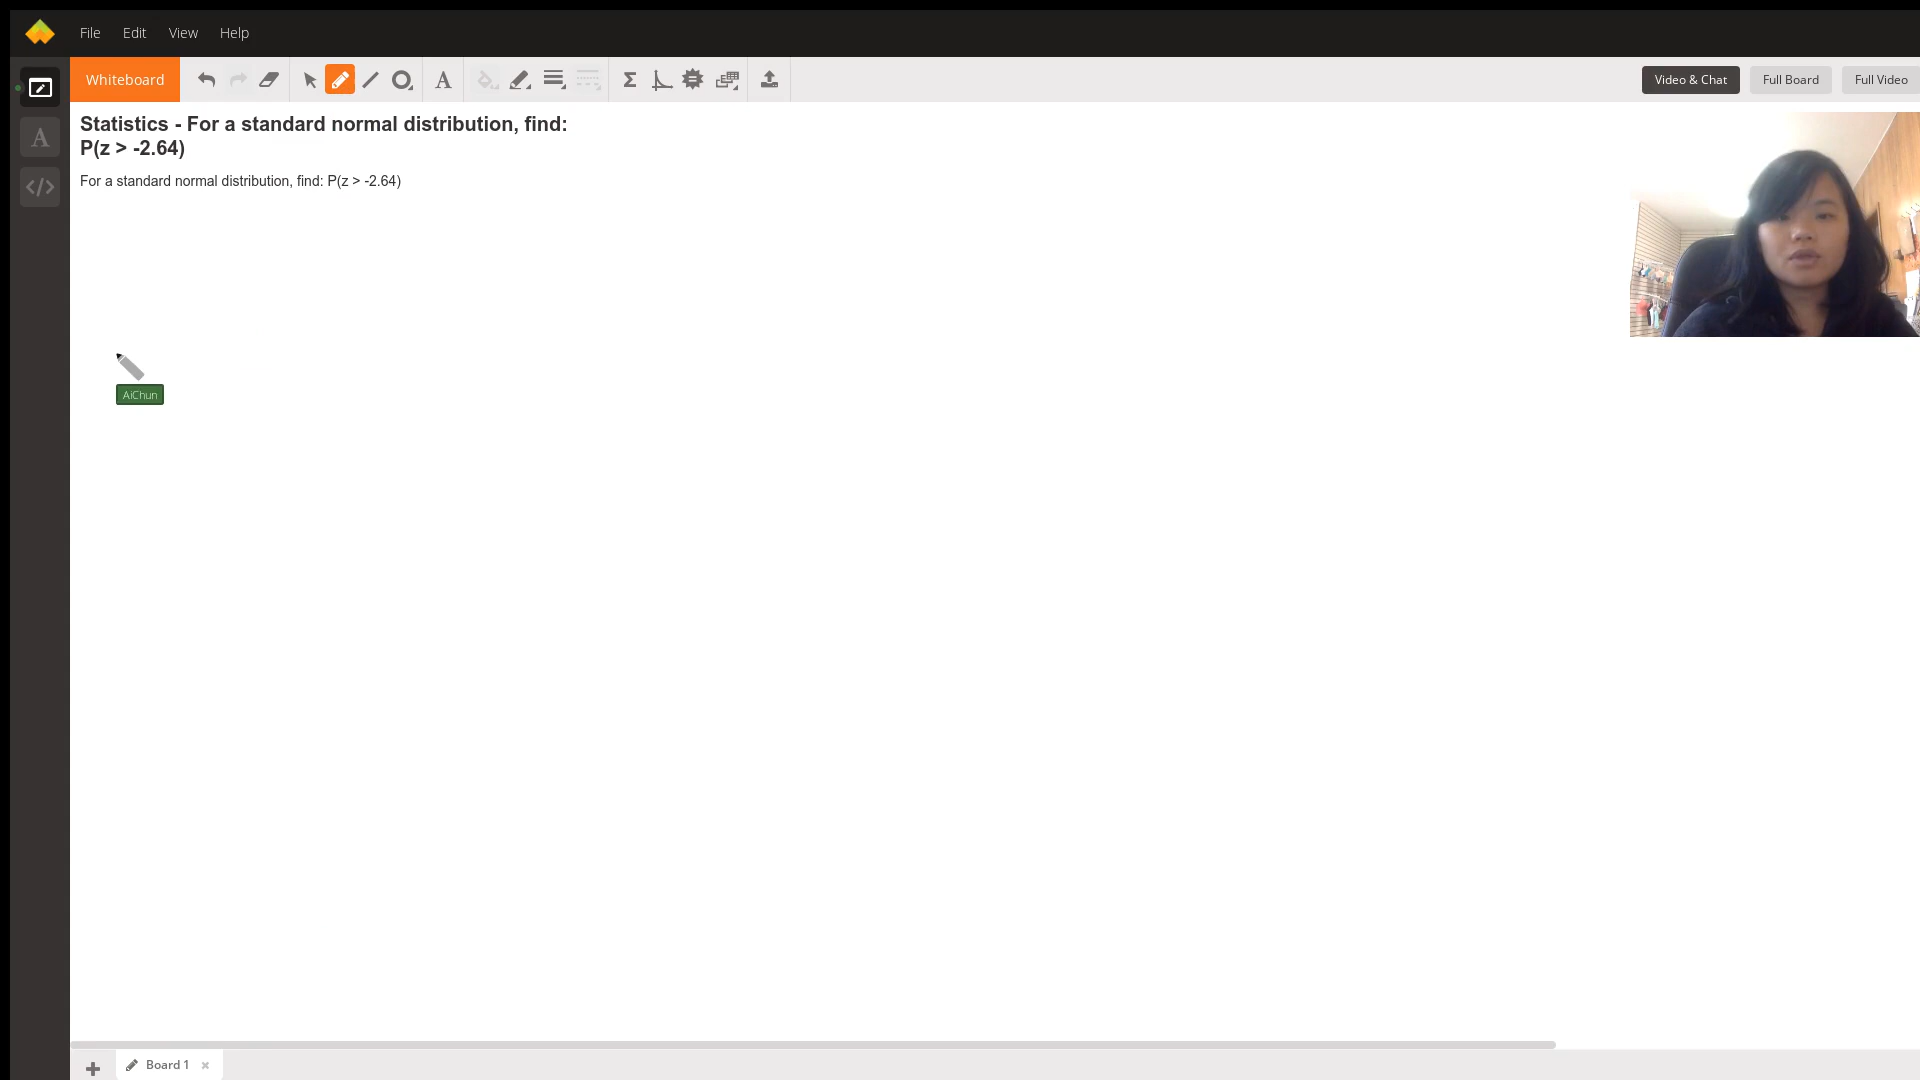 File Edit View Help
Whiteboard
Video & Chat Full Board Full Video
Statistics - For a standard normal distribution, find:
P(z > -2.64)
For a standard normal distribution, find: P(z > -2.64)
AiChun
Board 1